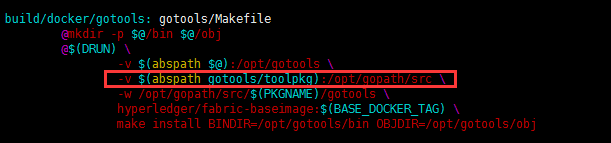 build/docker/gotools: gotools/Makefile
@mkdir -p $@/bin $@/obj
@$(DRUN) \
-v $(abspath $@):/opt/gotools \
-v $(abspath gotools/toolpkg):/opt/gopath/src \
-w /opt/gopath/src/$(PKGNAME)/gotools \
hyperledger/fabric-baseimage:$(BASE_DOCKER_TAG) \
make install BINDIR=/opt/gotools/bin OBJDIR=/opt/gotools/obj